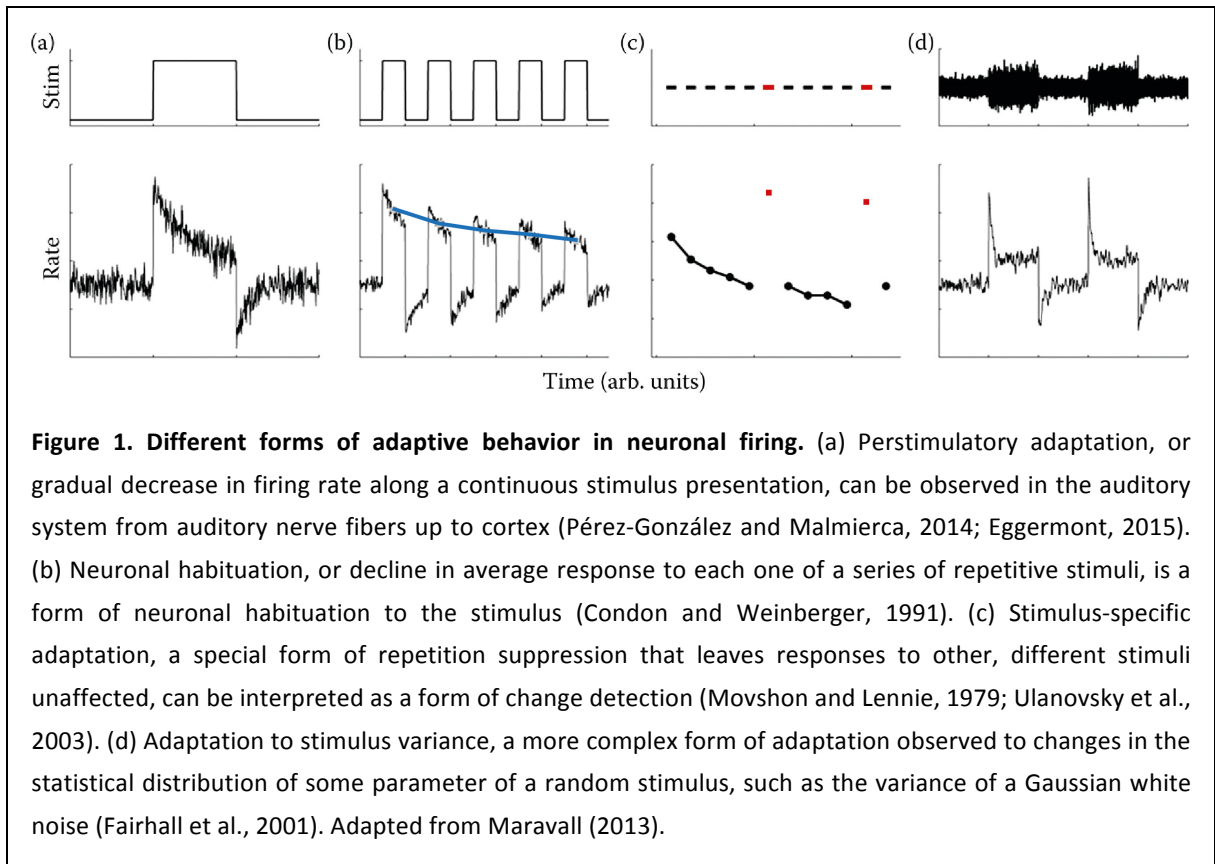 (a) (b) (c) (d)
Stim
Rate
Time (arb. units)
Figure 1. Different forms of adaptive behavior in neuronal firing. (a) Perstimulatory adaptation, or
gradual decrease in firing rate along a continuous stimulus presentation, can be observed in the auditory
system from auditory nerve fibers up to cortex (Pérez-González and Malmierca, 2014; Eggermont, 2015).
(b) Neuronal habituation, or decline in average response to each one of a series of repetitive stimuli, is a
form of neuronal habituation to the stimulus (Condon and Weinberger, 1991). (c) Stimulus-specific
adaptation, a special form of repetition suppression that leaves responses to other, different stimuli
unaffected, can be interpreted as a form of change detection (Movshon and Lennie, 1979; Ulanovsky et al.,
2003). (d) Adaptation to stimulus variance, a more complex form of adaptation observed to changes in the
statistical distribution of some parameter of a random stimulus, such as the variance of a Gaussian white
noise (Fairhall et al., 2001). Adapted from Maravall (2013).